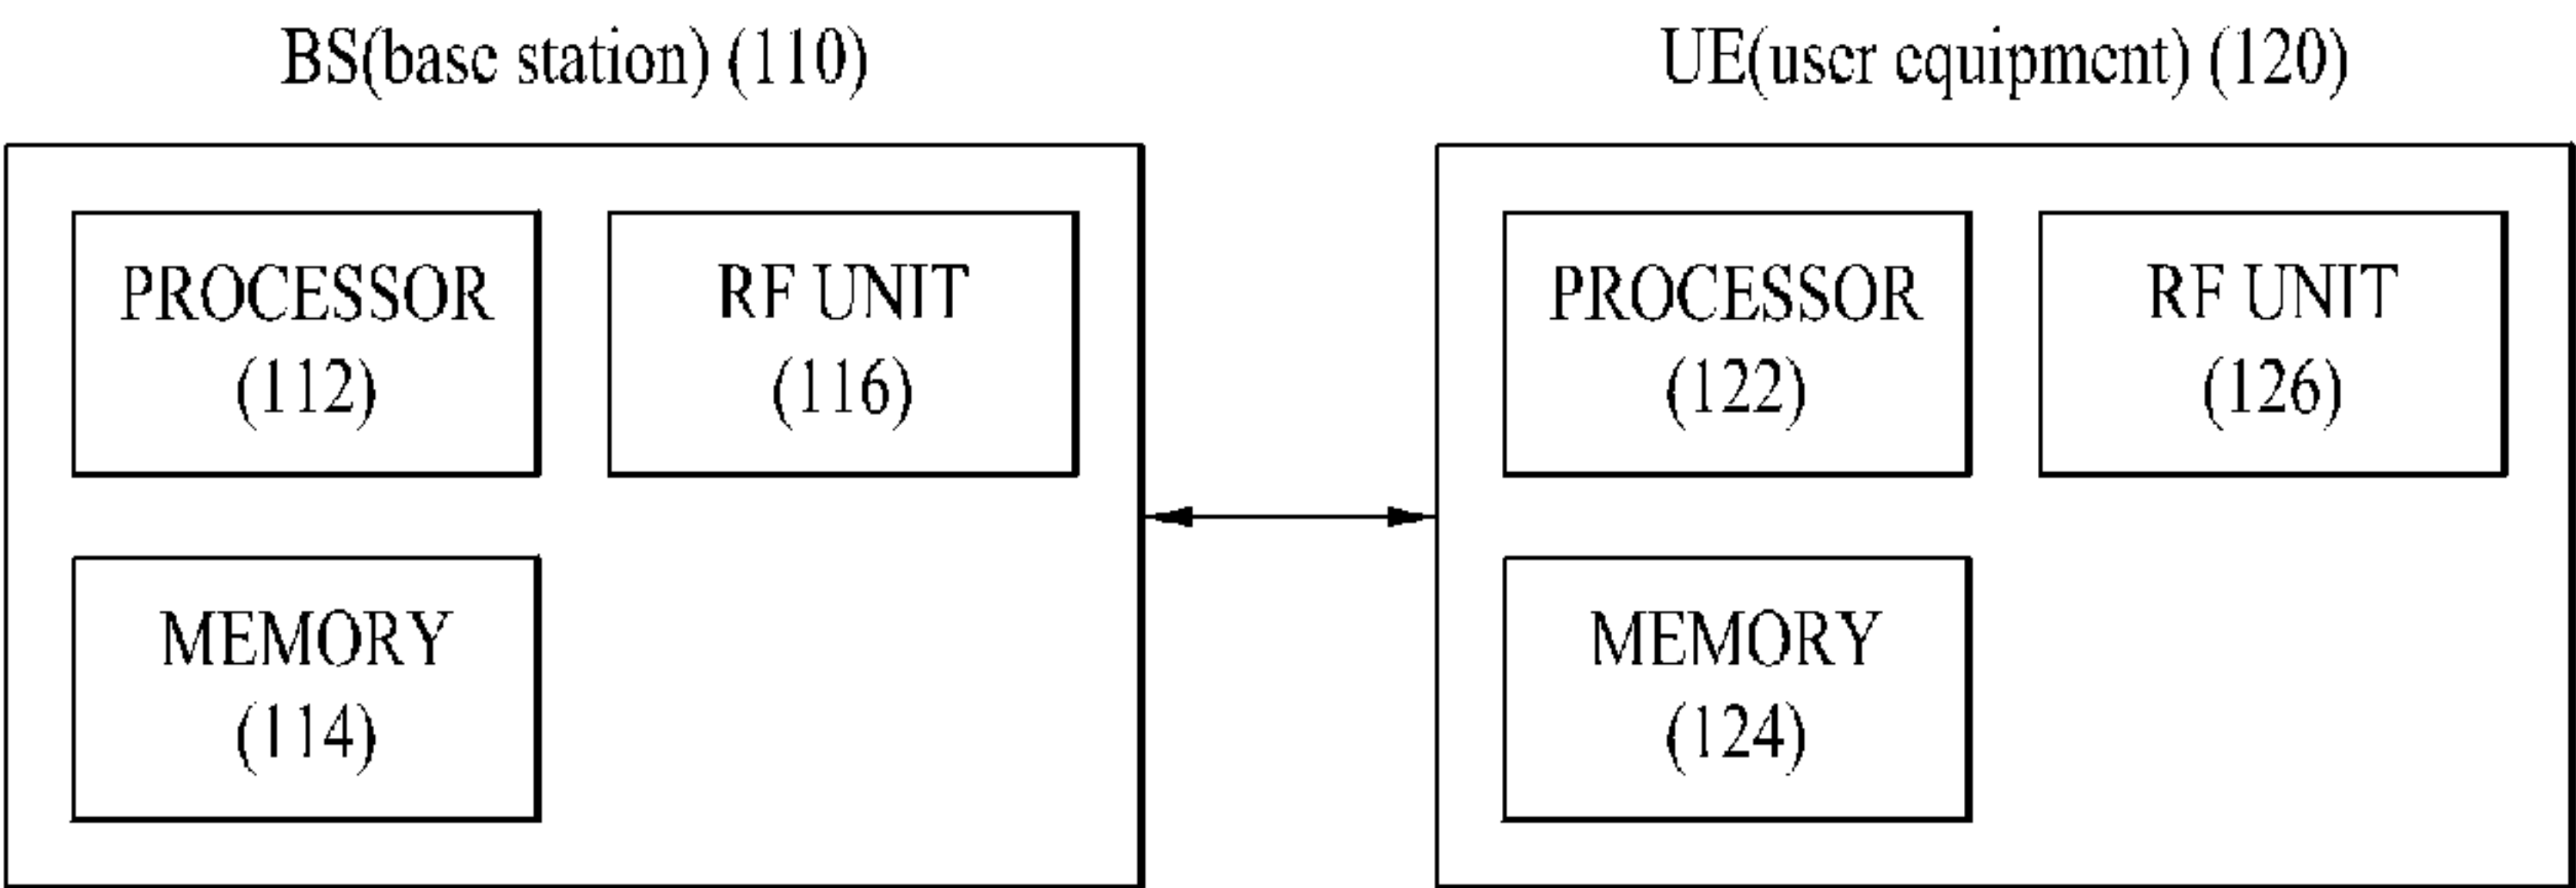 BS(base station) (110)
UE(user equipment) (120)
PROCESSOR
(112)
RF UNIT
(116)
MEMORY
(114)
PROCESSOR
(122)
RF UNIT
(126)
MEMORY
(124)